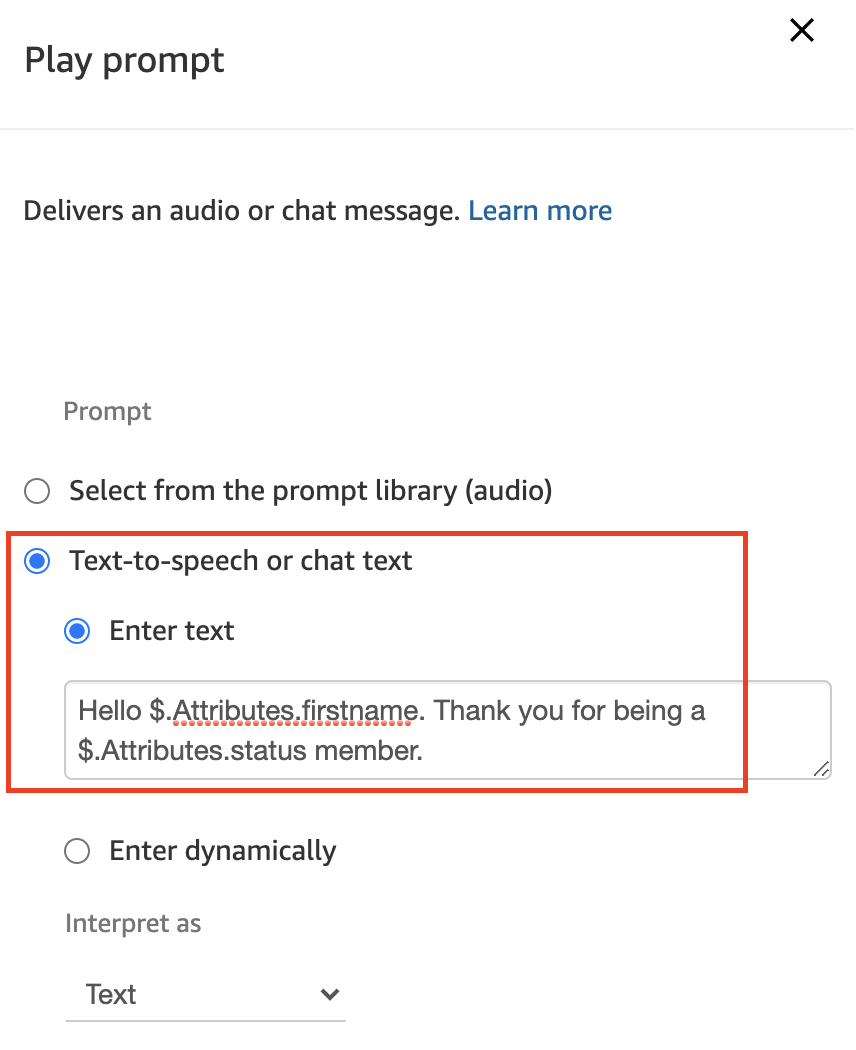 Play prompt
Delivers an audio or chat message. Learn more
Prompt
Select from the prompt library (audio)
Text-to-speech or chat text
Enter text
Hello $.Attributes.firstname. Thank you for being a
$.Attributes.status member.
Enter dynamically
Interpret as
Text